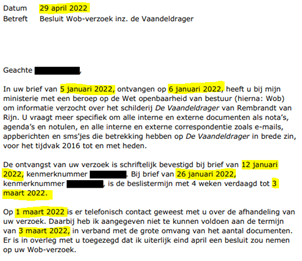 Datum 29 april 2022
Betreft Besluit Wob-verzoek inz. de Vaandeldrager
Geachte
In uw brief van 5 januari 2022, ontvangen op 6 januari 2022, heeft u bij mijn
ministerie met een beroep op de Wet openbaarheid van bestuur (hierna: Wob)
om informatie verzocht over het schilderij De Vaandeldrager van Rembrandt van
Rijn. U vraagt meer specifiek om alle interne en externe documenten als nota's,
agenda's en notulen, en alle interne en externe correspondentie zoals e-mails,
appberichten en sms'jes die betrekking hebben op De Vaandeldrager in brede zin,
voor het tijdvak 2016 tot en met heden.
De ontvangst van uw verzoek is schriftelijk bevestigd bij brief van 12
januari 2022, kenmerknummer . Bij brief van 26 januari 2022,
kenmerknummer , is de beslistermijn met 4 weken verdaagd tot 3
maart 2022.
Op 1 maart 2022 is er telefonisch contact geweest met u over de afhandeling van
uw verzoek. Daarbij heb ik aangegeven niet te kunnen voldoen aan de termijn
van 3 maart 2022, in verband met de grote omvang van het aantal documenten.
Er is in overleg met u toegezegd dat ik uiterlijk eind april een besluit zou nemen
op uw Wob-verzoek.